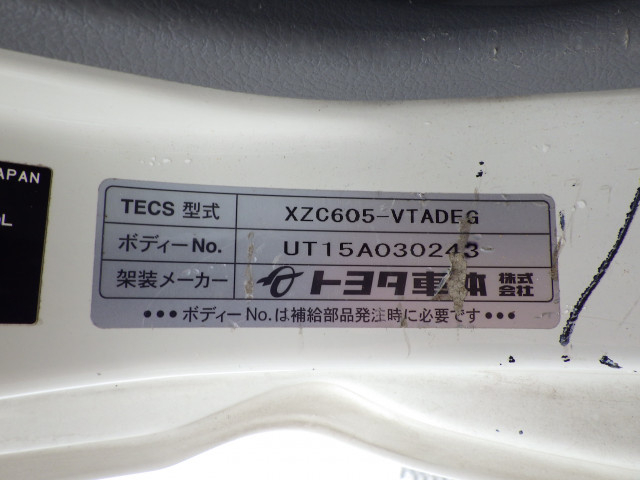 APAN
TECS 型式 XZC605-VTADEG
ボディーNo. UT15A030243
架装メーカー トヨタ車体 株式会社
●●●ボディーNo.は補給部品発注時に必要です●●●